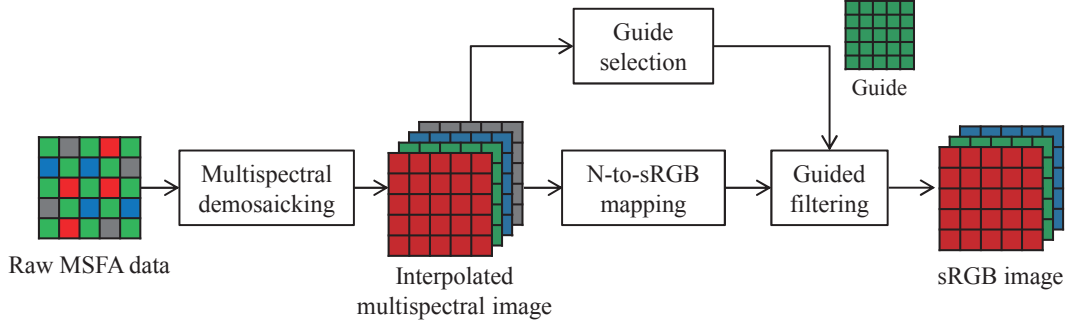 Guide
selection
Guide
Multispectral
demosaicking
N-to-sRGB
mapping
Guided
filtering
Raw MSFA data
Interpolated
multispectral image
sRGB image